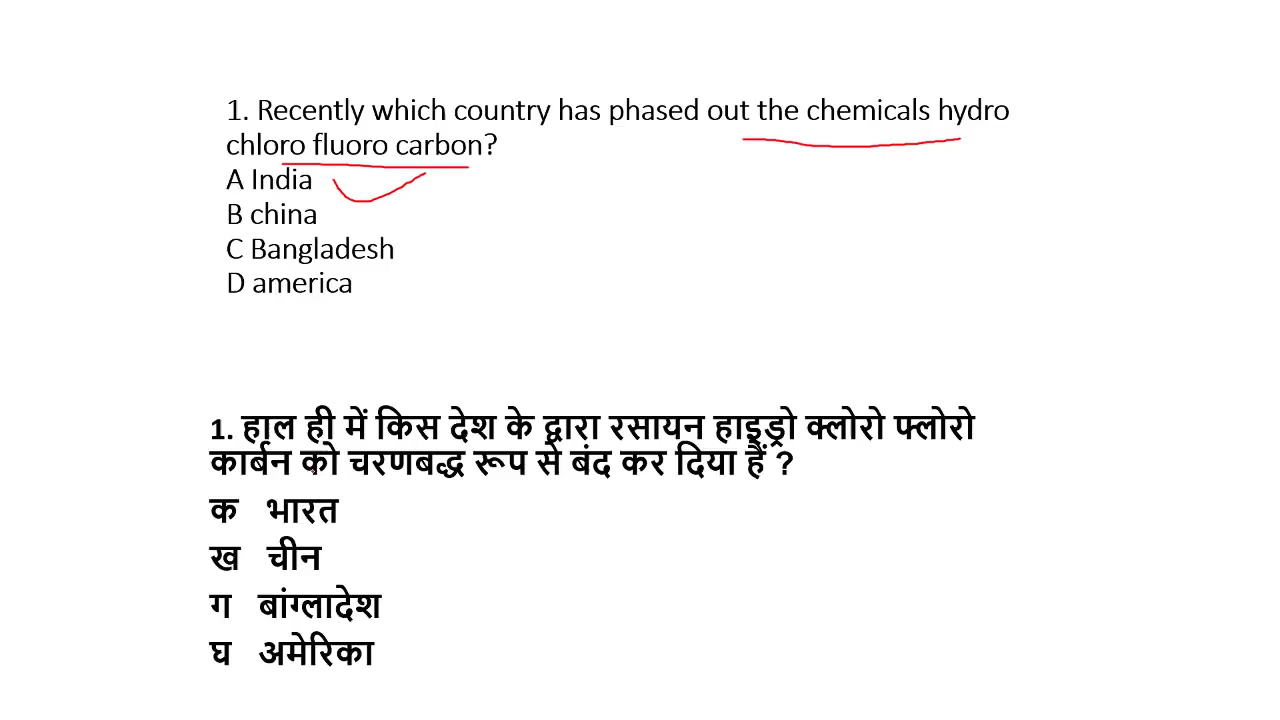 1. Recently which country has phased out the chemicals hydro
chloro fluoro carbon?
A India
B china
C Bangladesh
D america
1. हाल ही में किस देश के द्वारा रसायन हाइड्रो क्लोरो फ्लोरो
कार्बन को चरणबद्ध रूप से बंद कर दिया हैं ?
क भारत
ख चीन
ग बांग्लादेश
घ अमेरिका